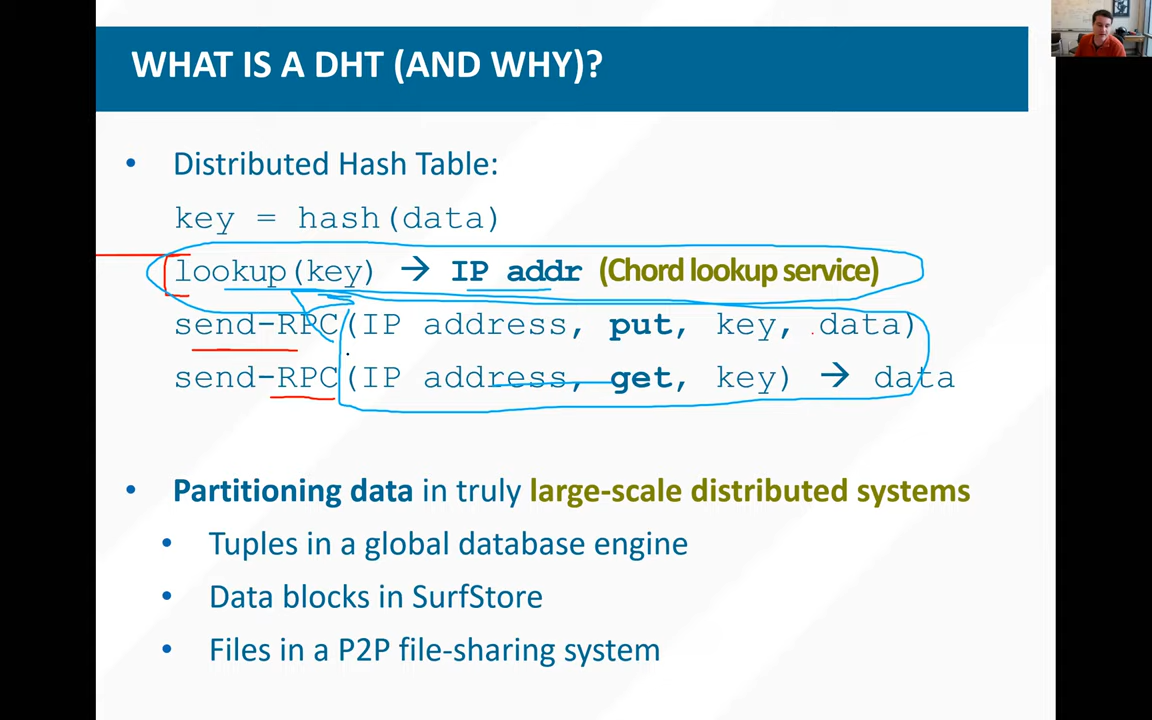 WHAT IS A DHT (AND WHY)?
• Distributed Hash Table:
key = hash(data)
lookup(key) → IP addr (Chord lookup service)
send-RPC(IP address, put, key, data)
send-RPC(IP address, get, key) → data
• Partitioning data in truly large-scale distributed systems
• Tuples in a global database engine
• Data blocks in SurfStore
• Files in a P2P file-sharing system